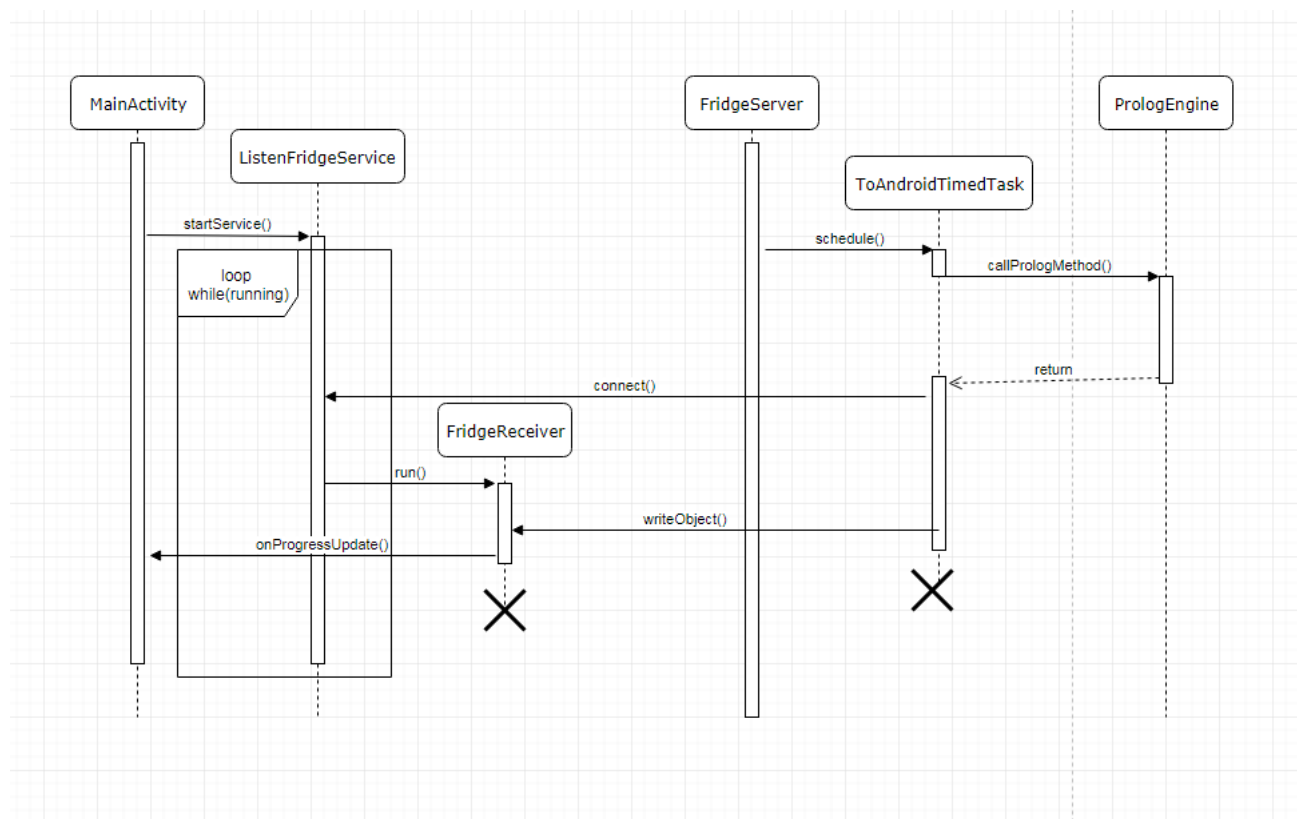 MainActivity
FridgeServer
PrologEngine
ListenFridgeService
ToAndroidTimedTask
startService()
schedule()
callPrologMethod()
loop
while(running)
return
connect()
FridgeReceiver
run()
writeObject()
onProgressUpdate()